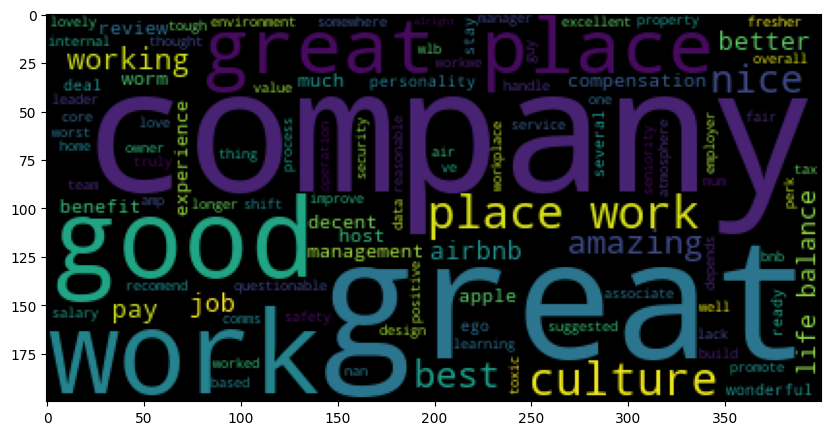 0
25
50
75
100
125
150
175
0 50 100 150 200 250 300 350
lovely review tough environment somewhere alright manager excellent property fresher
internal thought great place wlb stay guy better overall
working workme
deal worm value much personality handle compensation nice
leader company
core love experience process operation security reasonable air ve workplace service one several seniority atmosphere employer fair
worst
home owner thing
truly
team amp longer shift improve data mum perk tax
benefit good decent place work
host management airbnb amazing depends bnb life balance
recomend questionable positive great
salary pay job comms safety design apple associate well ready
ego suggested lack
learning build
work worked based nan best toxic culture promote
wonderful